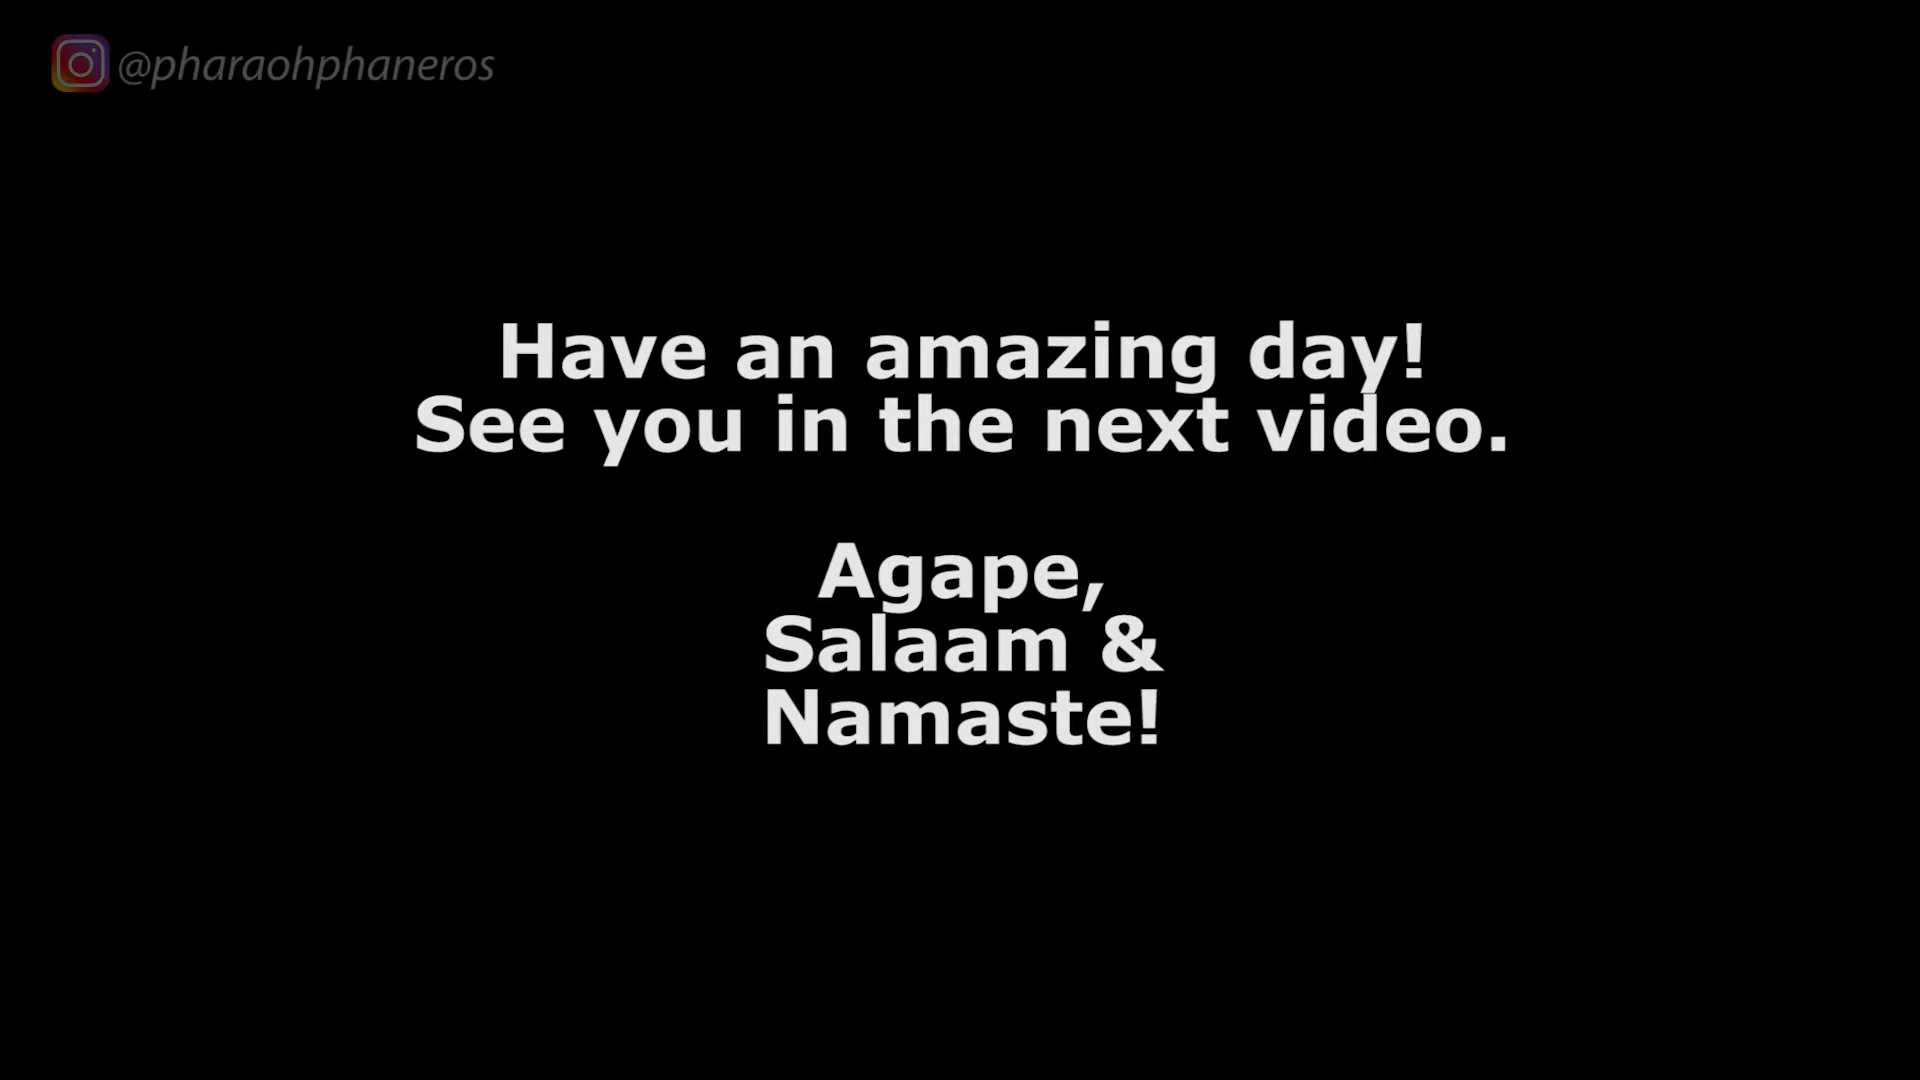 @pharaohphaneros
Have an amazing day!
See you in the next video.
Agape,
Salaam &
Namaste!